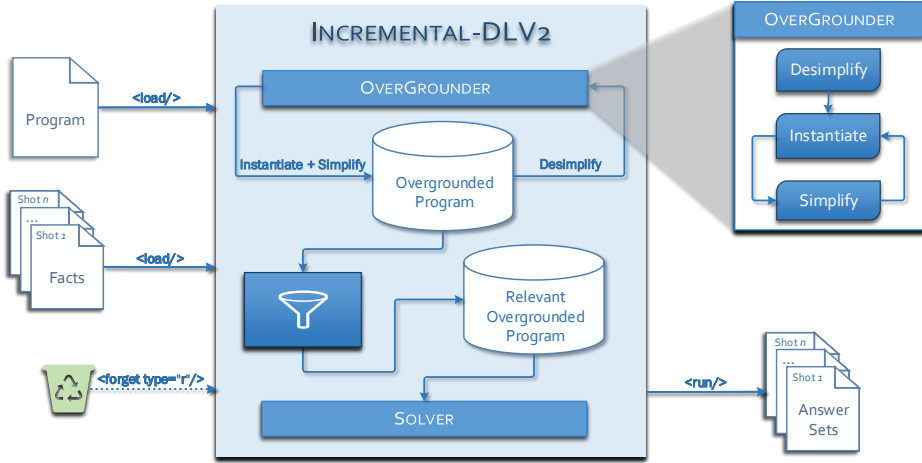 INCREMENTAL-DLV2
OVERGROUNDER
Desimplify
Instantiate
Simplify
OVERGROUNDER
Program
<load/>
Instantiate + Simplify
Desimplify
Overgrounded
Program
Shot n
...
Shot 1
Facts
<load/>
Relevant
Overgrounded
Program
<forget type="r"/>
<run/>
SOLVER
Shot n
...
Shot 1
Answer
Sets